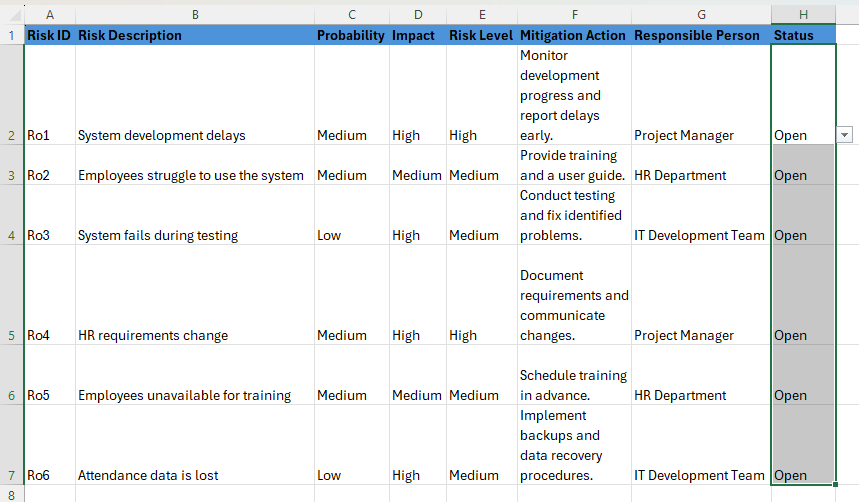 A B C D E F G H
1 Risk ID Risk Description Probability Impact Risk Level Mitigation Action Responsible Person Status
Monitor
development
progress and
report delays
2 Ro1 System development delays Medium High High early. Project Manager Open
Provide training
3 Ro2 Employees struggle to use the system Medium Medium Medium and a user guide. HR Department Open
Conduct testing
and fix identified
4 Ro3 System fails during testing Low High Medium problems. IT Development Team Open
Document
requirements and
communicate
5 Ro4 HR requirements change Medium High High changes. Project Manager Open
Schedule training
6 Ro5 Employees unavailable for training Medium Medium Medium in advance. HR Department Open
Implement
backups and
data recovery
7 Ro6 Attendance data is lost Low High Medium procedures. IT Development Team Open
8